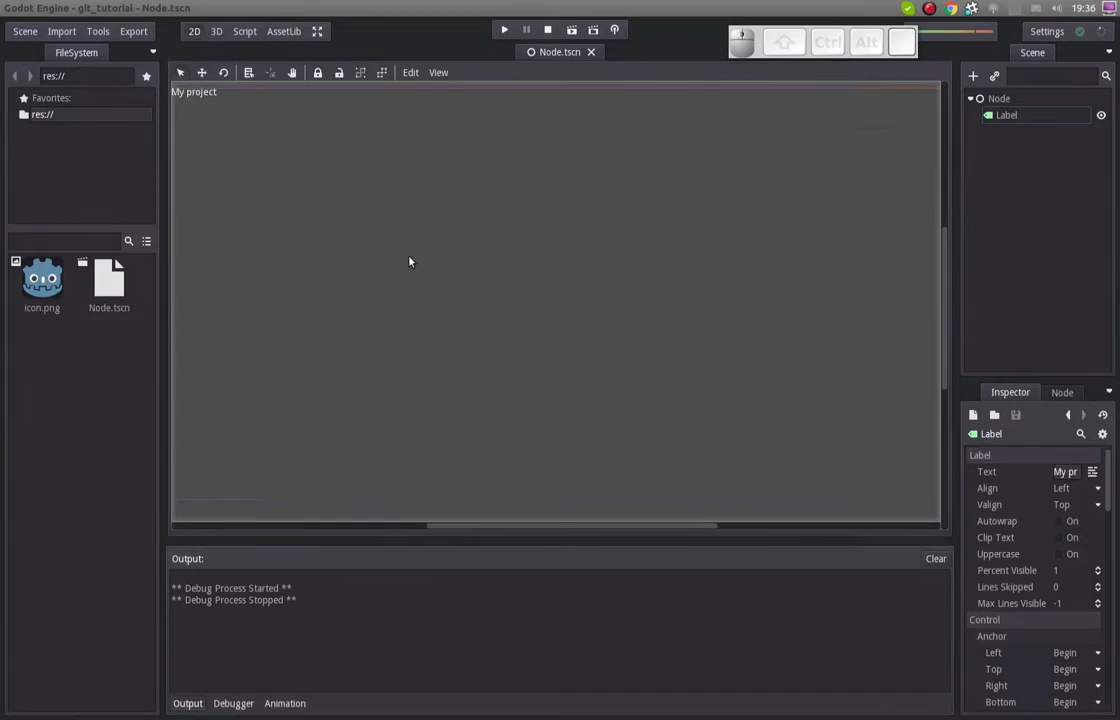 Godot Engine - git_tutorial - Node.tscn
19:36
Scene Import Tools Export
2D 3D Script AssetLib
Ctrl Alt
Settings
FileSystem
Node.tscn
Scene
res://
Edit View
Favorites:
res://
My project
Node
Label
icon.png
Node.tscn
Inspector Node
Label
Label
Text My pr
Align Left
Valign Top
Autowrap On
Clip Text On
Uppercase On
Percent Visible 1
Lines Skipped 0
Max Lines Visible -1
Control
Anchor
Left Begin
Top Begin
Right Begin
Bottom Begin
Output: Clear
** Debug Process Started **
** Debug Process Stopped **
Output Debugger Animation